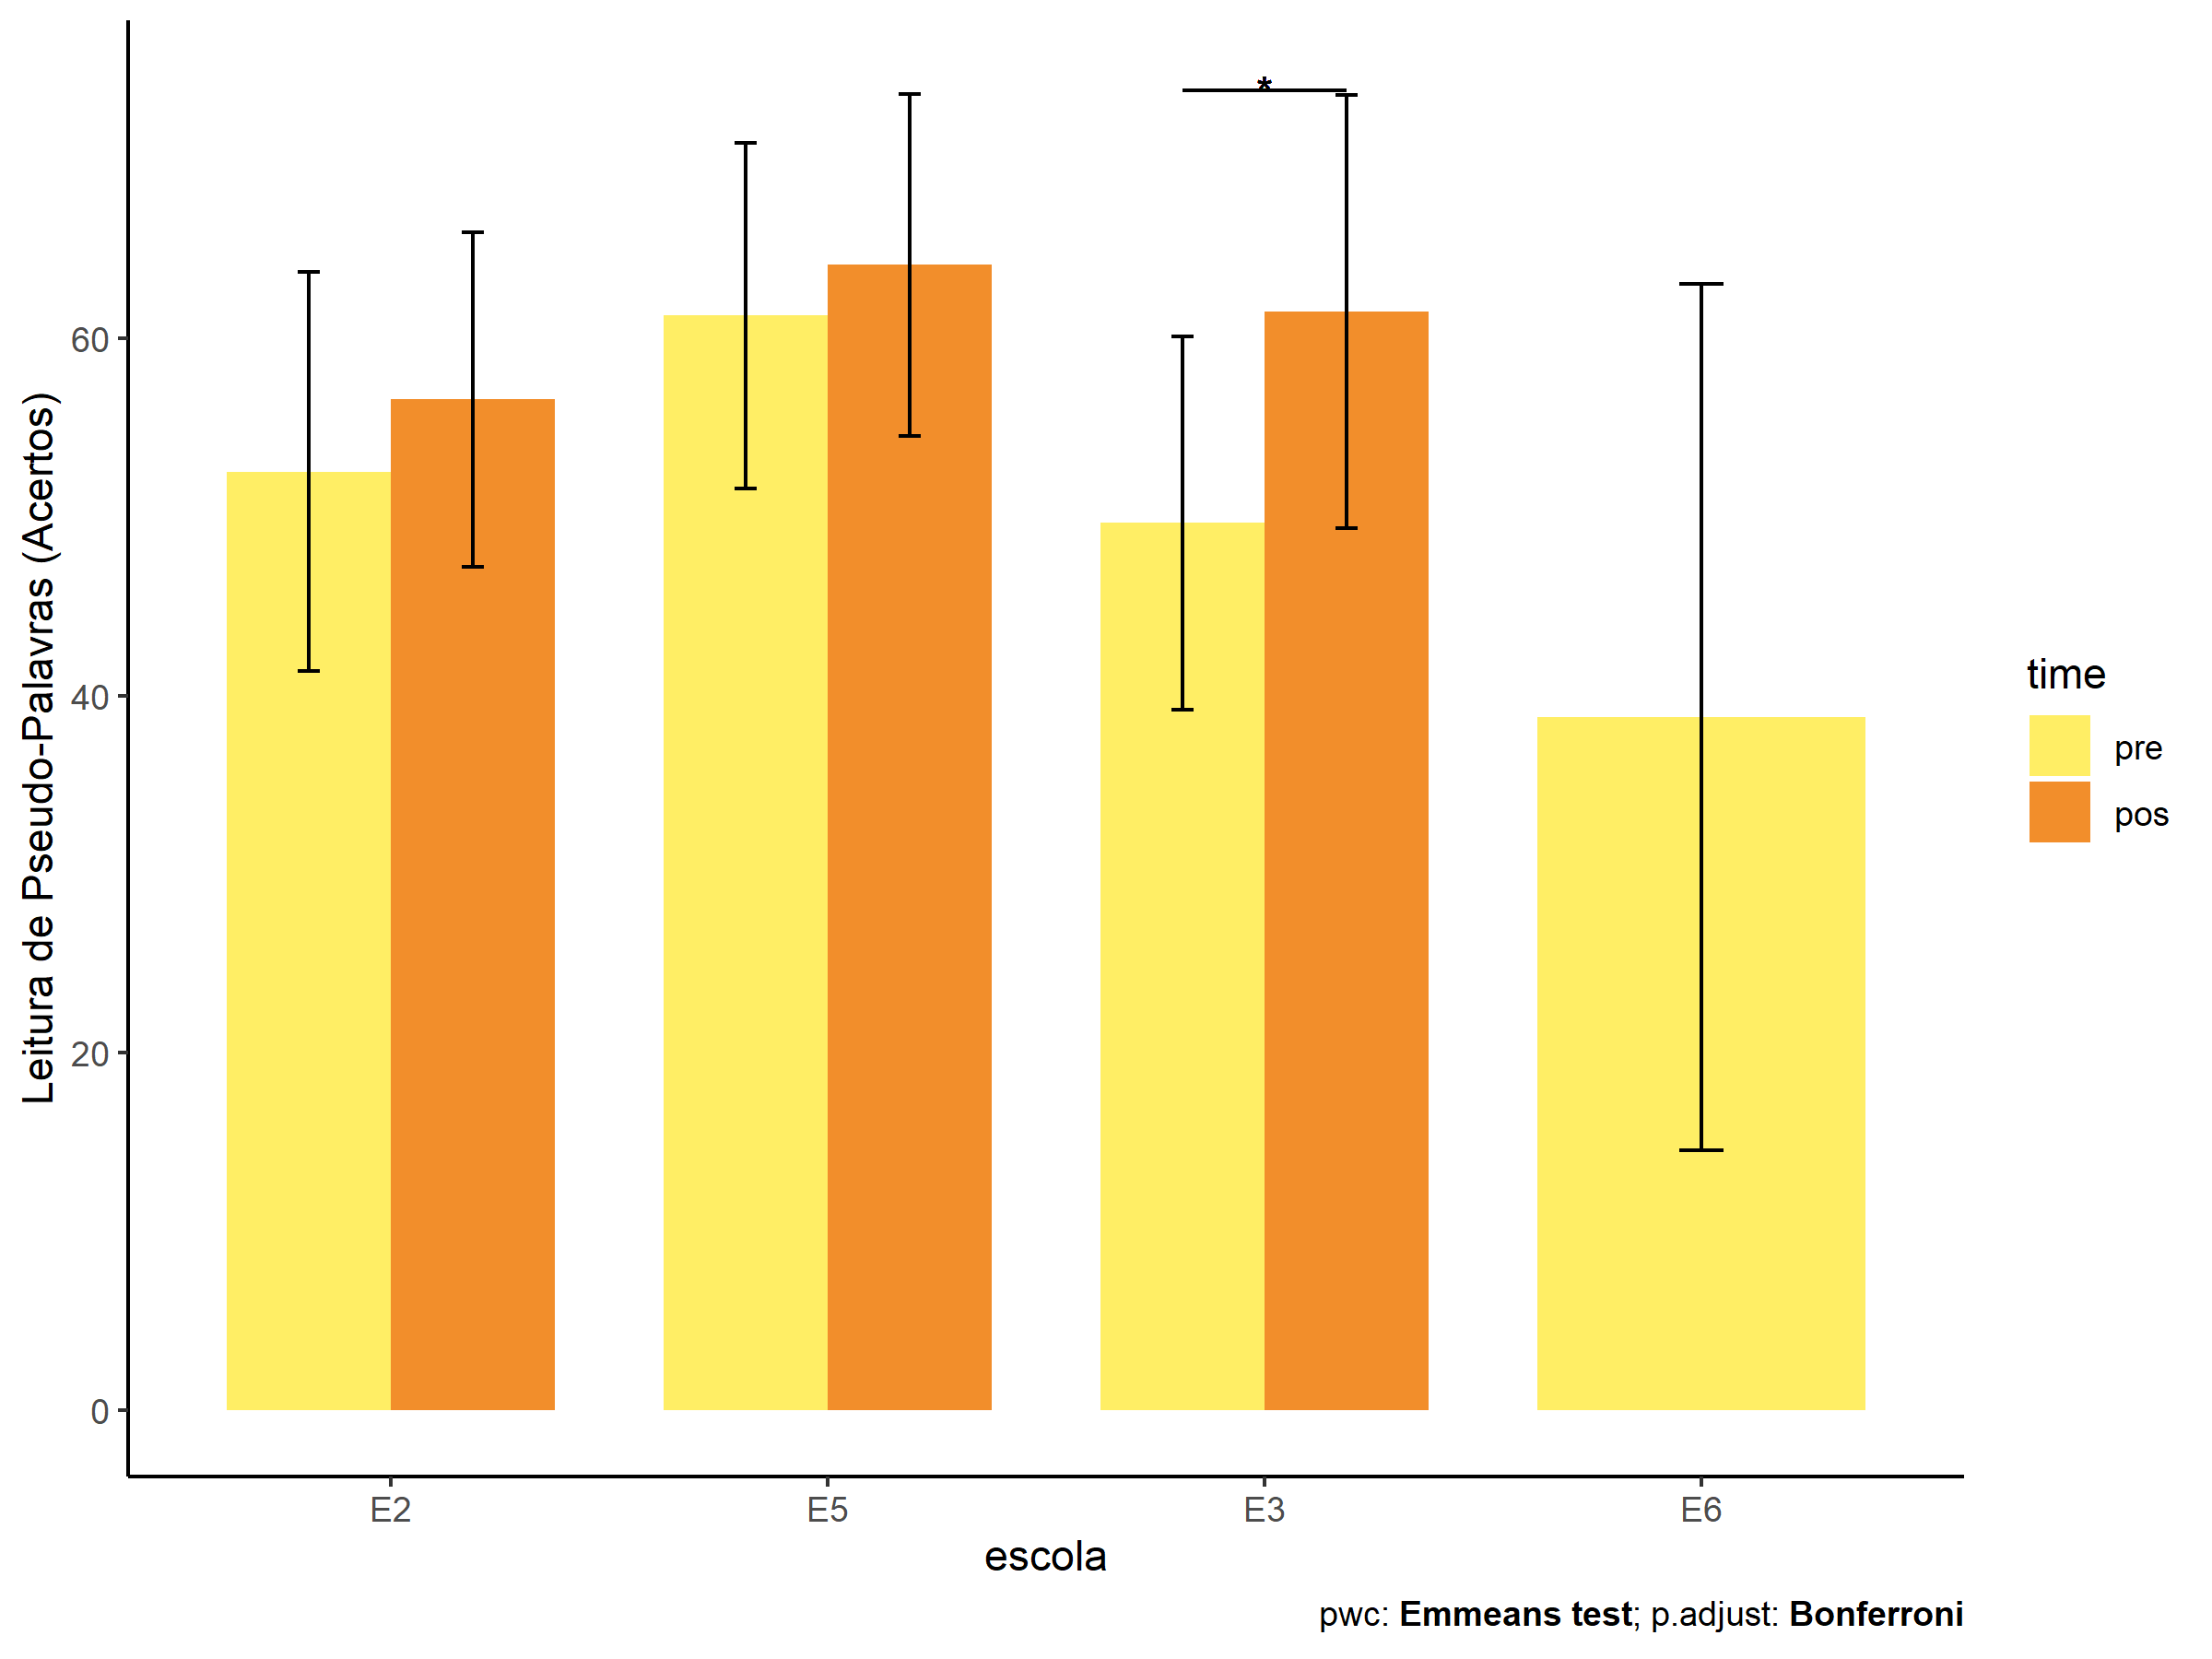 *
Leitura de Pseudo-Palavras (Acertos)
60
40
20
0
E2 E5 E3 E6
escola
time
pre
pos
pwc: Emmeans test; p.adjust: Bonferroni